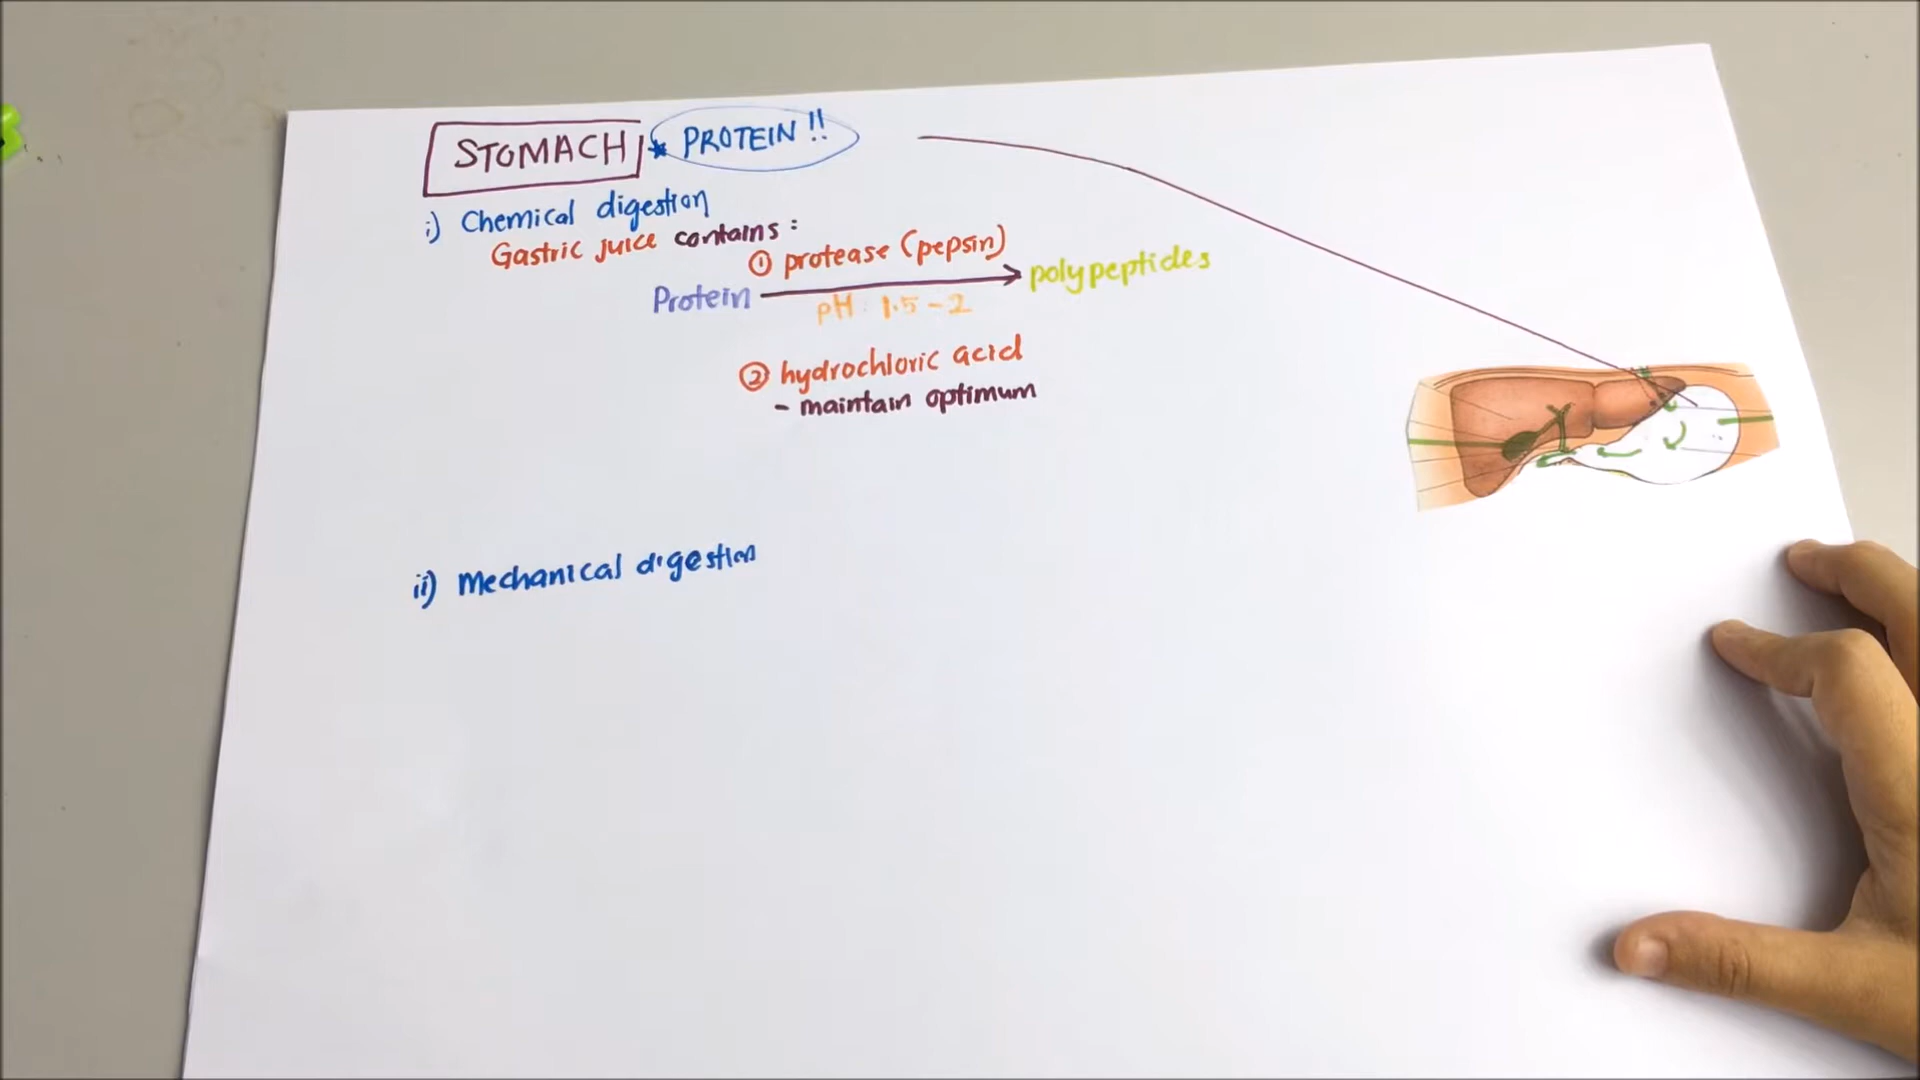 STOMACH * PROTEIN!!
i) Chemical digestion
Gastric juice contains:
① protease (pepsin)
Protein → polypeptides
pH: 1.5-2
② hydrochloric acid
- maintain optimum
ii) Mechanical digestion